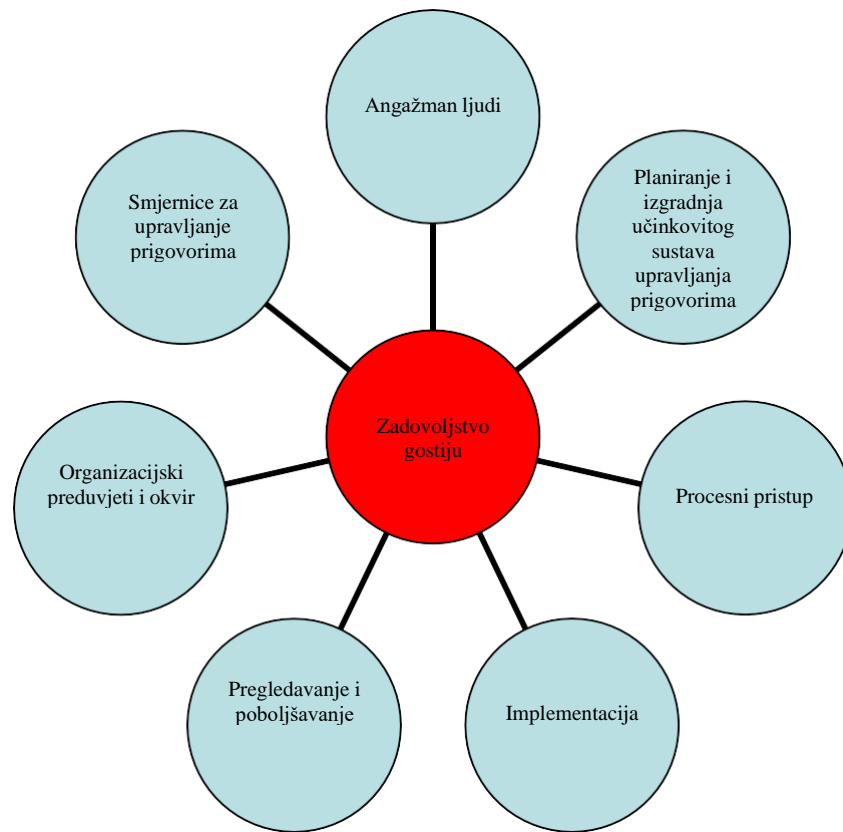 Angažman ljudi
Planiranje i
izgradnja
učinkovitog
sustava
upravljanja
prigovorima
Procesni pristup
Implementacija
Pregledavanje i
poboljšavanje
Organizacijski
preduvjeti i okvir
Smjernice za
upravljanje
prigovorima
Zadovoljstvo
gostiju